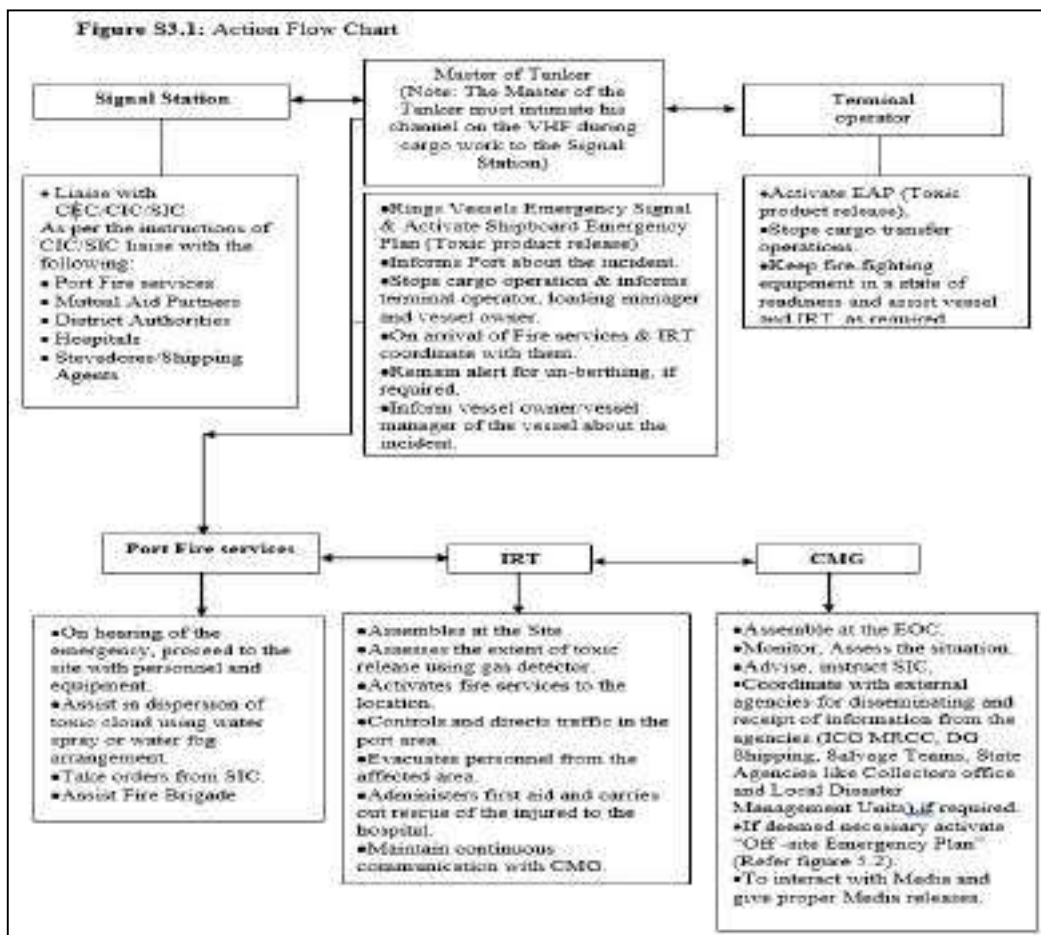 Figure S3.1: Action Flow Chart
Signal Station
Master of Tanker
(Note: The Master of the
Tanker must intimate his
channel on the VHF during
cargo work to the Signal
Station)
Terminal
operator
• Liaise with
CEC/CIC/SIC
As per the instructions of
CIC/SIC liaise with the
following:
• Port Fire services
• Mutual Aid Partners
• District Authorities
• Hospitals
• Stevedores/Shipping
Agents
•Rings Vessels Emergency Signal
& Activate Shipboard Emergency
Plan (Toxic product release)
•Informs Port about the incident.
•Stops cargo operation & informs
terminal operator, loading manager
and vessel owner.
•On arrival of Fire services & IRT
coordinate with them.
•Remain alert for un-berthing, if
required.
•Inform vessel owner/vessel
manager of the vessel about the
incident.
•Activate EAP (Toxic
product release),
•Stops cargo transfer
operations.
•Keep fire-fighting
equipment in a state of
readiness and assist vessel
and IRT, as required
Port Fire services
IRT
CMG
•On hearing of the
emergency, proceed to the
site with personnel and
equipment.
•Assist in dispersion of
toxic cloud using water
spray or water fog
arrangement.
•Take orders from SIC.
•Assist Fire Brigade
•Assembles at the Site
•Assesses the extent of toxic
release using gas detector.
•Activates fire services to the
location.
•Controls and directs traffic in the
port area.
•Evacuates personnel from the
affected area.
•Administers first aid and carries
out rescue of the injured to the
hospital.
•Maintain continuous
communication with CMG.
•Assemble at the EOC,
•Monitor, Assess the situation,
•Advise, instruct SIC,
•Coordinate with external
agencies for disseminating and
receipt of information from the
agencies (ICG MRCC, DG
Shipping, Salvage Teams, State
Agencies like Collectors office
and Local Disaster
Management Units) if required.
•If deemed necessary activate
"Off -site Emergency Plan"
(Refer figure 5.2).
•To interact with Media and
give proper Media releases.